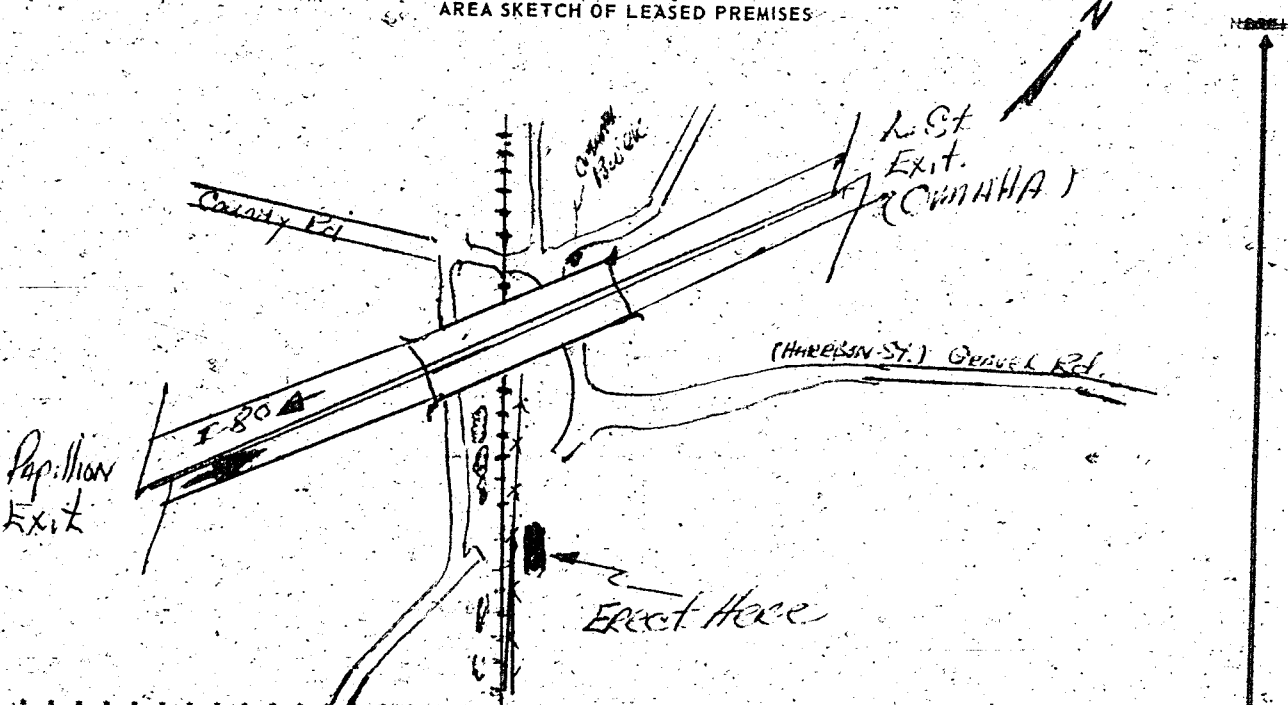 AREA SKETCH OF LEASED PREMISES
N
L St
Exit.
(OMAHA)
County
County Rd
(HARRISON ST.) Gravel Rd.
I-80
Papillion
Exit
Erect Here